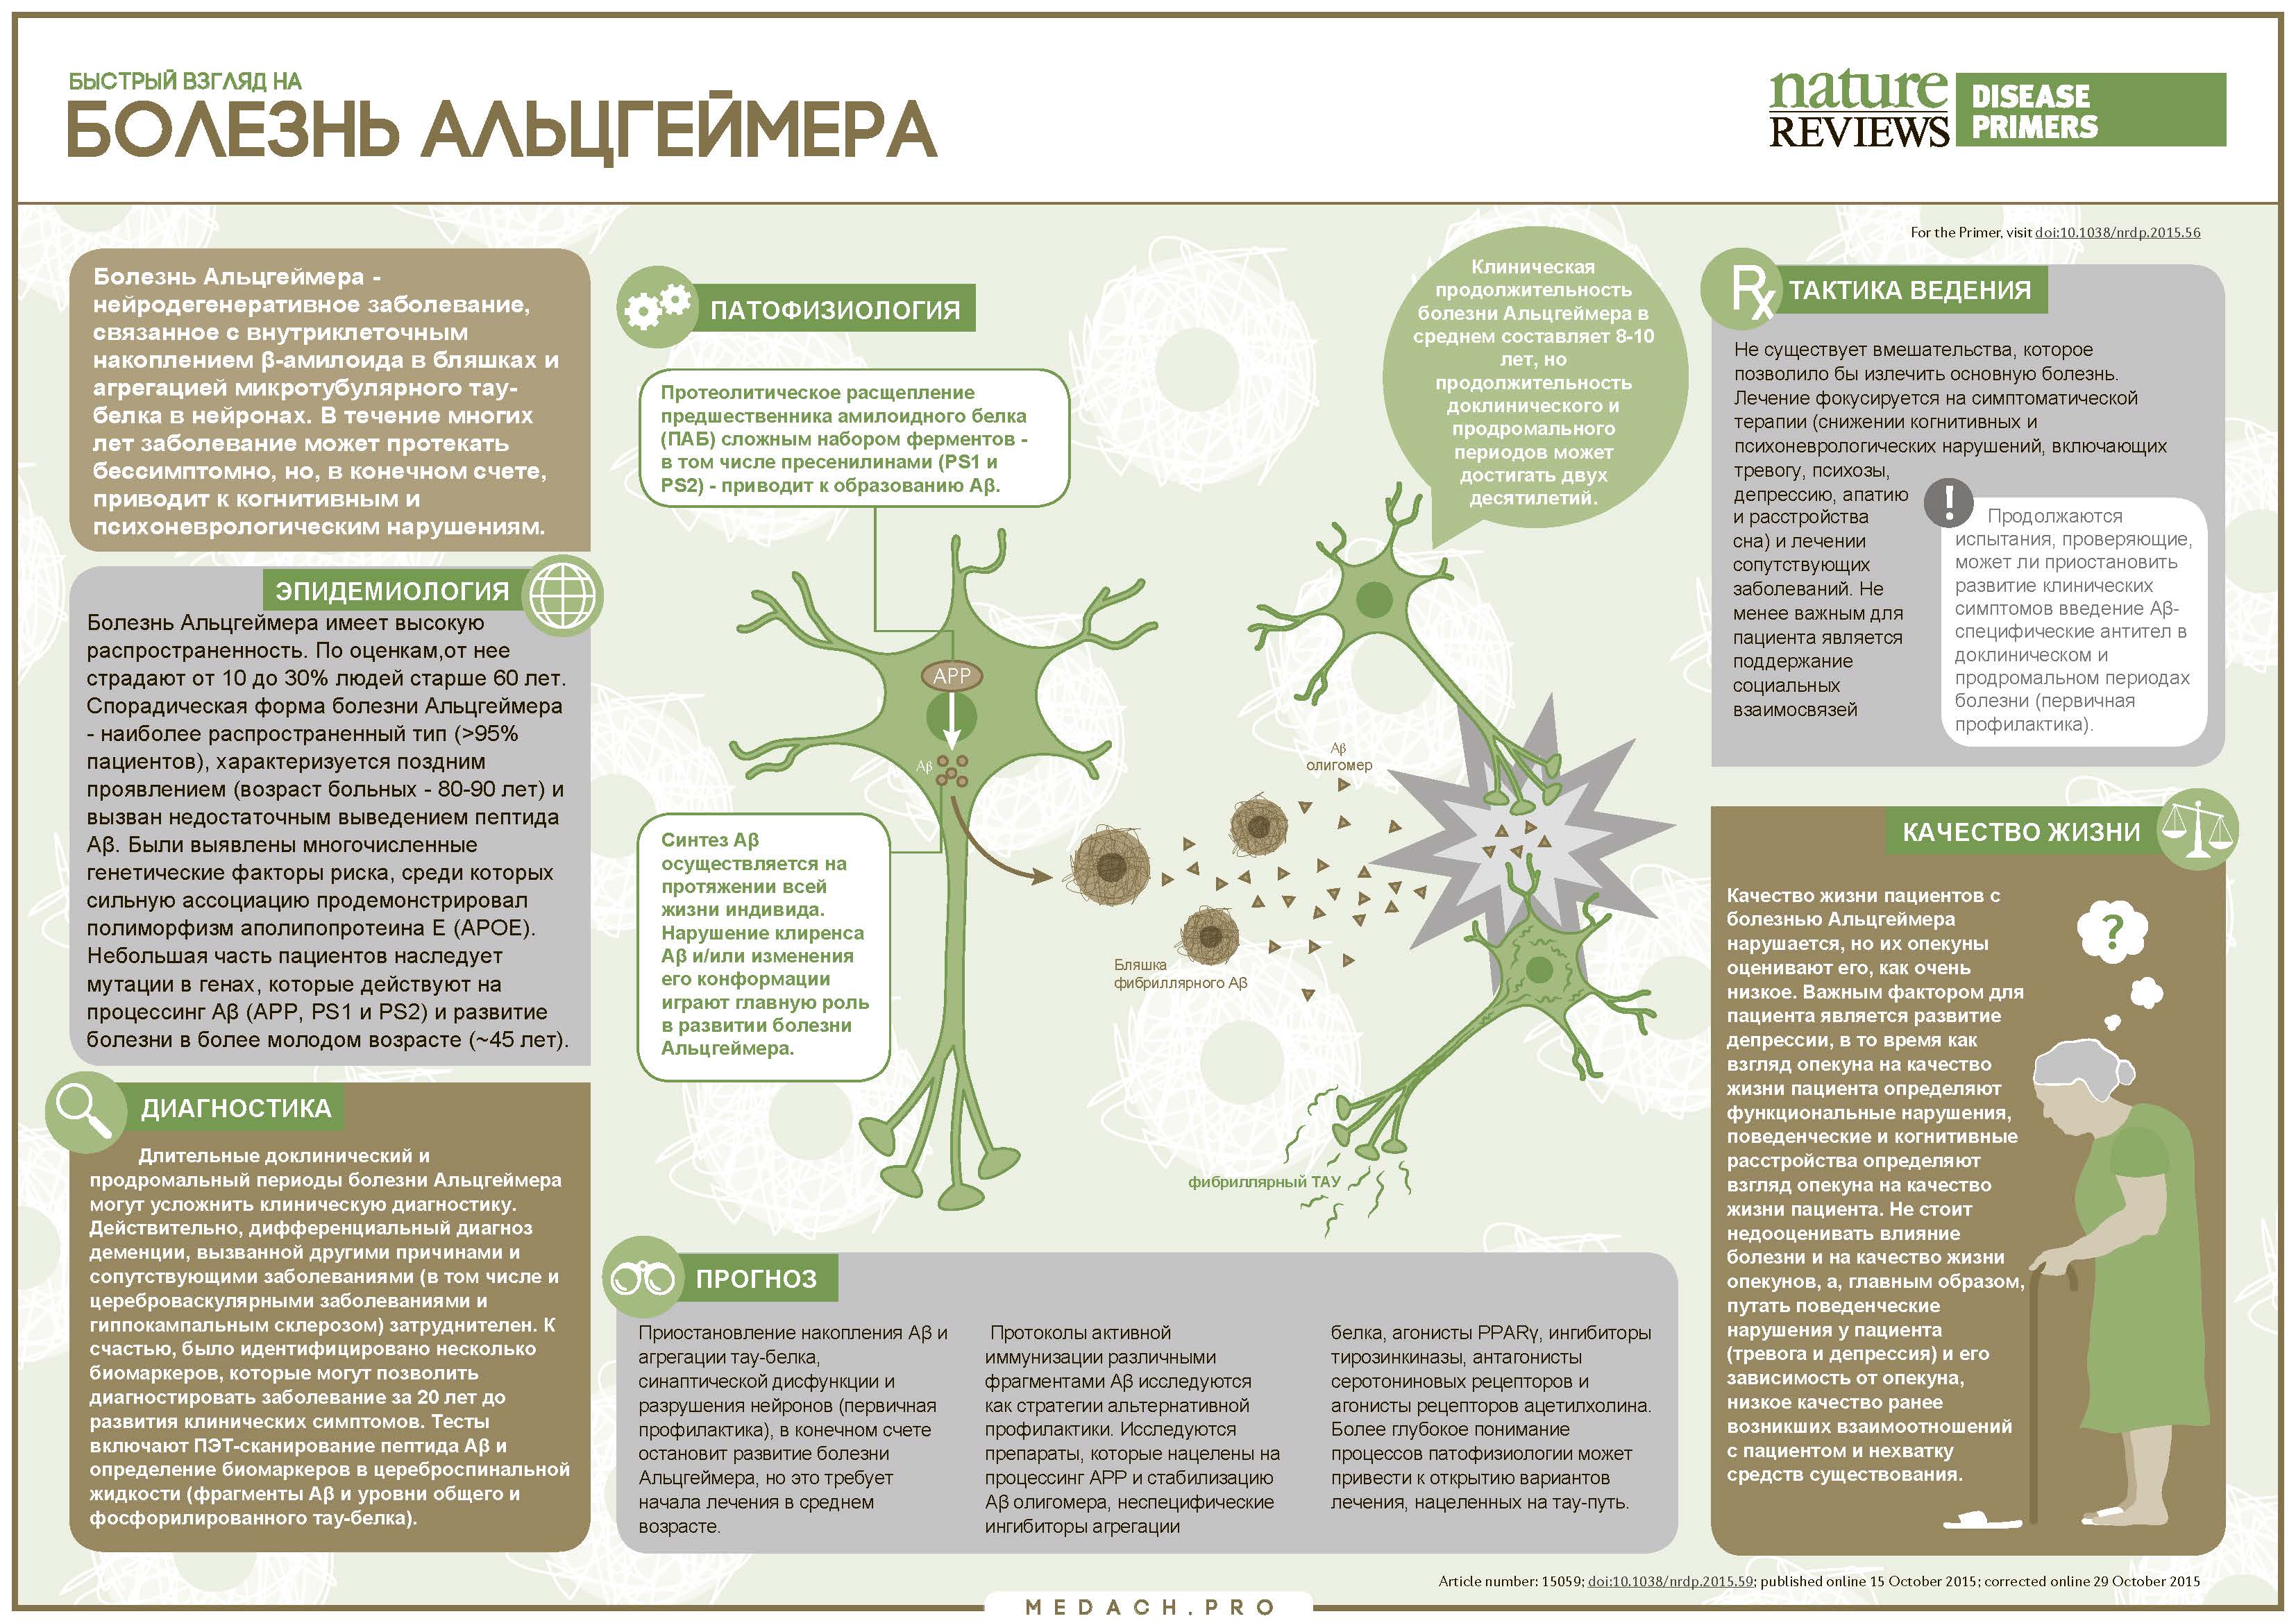 БЫСТРЫЙ ВЗГЛЯД НА
БОЛЕЗНЬ АЛЬЦГЕЙМЕРА
nature
REVIEWS
DISEASE
PRIMERS
For the Primer, visit doi:10.1038/nrdp.2015.56
Болезнь Альцгеймера -
нейродегенеративное заболевание,
связанное с внутриклеточным
накоплением β-амилоида в бляшках и
агрегацией микротубулярного тау-
белка в нейронах. В течение многих
лет заболевание может протекать
бессимптомно, но, в конечном счете,
приводит к когнитивным и
психоневрологическим нарушениям.
ЭПИДЕМИОЛОГИЯ
Болезнь Альцгеймера имеет высокую
распространенность. По оценкам,от нее
страдают от 10 до 30% людей старше 60 лет.
Спорадическая форма болезни Альцгеймера
- наиболее распространенный тип (>95%
пациентов), характеризуется поздним
проявлением (возраст больных - 80-90 лет) и
вызван недостаточным выведением пептида
Aβ. Были выявлены многочисленные
генетические факторы риска, среди которых
сильную ассоциацию продемонстрировал
полиморфизм аполипопротеина Е (APOE).
Небольшая часть пациентов наследует
мутации в генах, которые действуют на
процессинг Aβ (APP, PS1 и PS2) и развитие
болезни в более молодом возрасте (~45 лет).
ДИАГНОСТИКА
Длительные доклинический и
продромальный периоды болезни Альцгеймера
могут усложнить клиническую диагностику.
Действительно, дифференциальный диагноз
деменции, вызванной другими причинами и
сопутствующими заболеваниями (в том числе и
цереброваскулярными заболеваниями и
гиппокампальным склерозом) затруднителен. К
счастью, было идентифицировано несколько
биомаркеров, которые могут позволить
диагностировать заболевание за 20 лет до
развития клинических симптомов. Тесты
включают ПЭТ-сканирование пептида Aβ и
определение биомаркеров в цереброспинальной
жидкости (фрагменты Aβ и уровни общего и
фосфорилированного тау-белка).
ПАТОФИЗИОЛОГИЯ
Протеолитическое расщепление
предшественника амилоидного белка
(ПАБ) сложным набором ферментов -
в том числе пресенилинами (PS1 и
PS2) - приводит к образованию Aβ.
APP
Aβ
Синтез Aβ
осуществляется на
протяжении всей
жизни индивида.
Нарушение клиренса
Aβ и/или изменения
его конформации
играют главную роль
в развитии болезни
Альцгеймера.
Клиническая
продолжительность
болезни Альцгеймера в
среднем составляет 8-10
лет, но
продолжительность
доклинического и
продромального
периодов может
достигать двух
десятилетий.
Aβ
олигомер
Бляшка
фибриллярного Aβ
фибриллярный ТАУ
ПРОГНОЗ
Приостановление накопления Aβ и
агрегации тау-белка,
синаптической дисфункции и
разрушения нейронов (первичная
профилактика), в конечном счете
остановит развитие болезни
Альцгеймера, но это требует
начала лечения в среднем
возрасте.
Протоколы активной
иммунизации различными
фрагментами Aβ исследуются
как стратегии альтернативной
профилактики. Исследуются
препараты, которые нацелены на
процессинг APP и стабилизацию
Aβ олигомера, неспецифические
ингибиторы агрегации
белка, агонисты PPARγ, ингибиторы
тирозинкиназы, антагонисты
серотониновых рецепторов и
агонисты рецепторов ацетилхолина.
Более глубокое понимание
процессов патофизиологии может
привести к открытию вариантов
лечения, нацеленных на тау-путь.
Rx
ТАКТИКА ВЕДЕНИЯ
Не существует вмешательства, которое
позволило бы излечить основную болезнь.
Лечение фокусируется на симптоматической
терапии (снижении когнитивных и
психоневрологических нарушений, включающих
тревогу, психозы,
депрессию, апатию
и расстройства
сна) и лечении
сопутствующих
заболеваний. Не
менее важным для
пациента является
поддержание
социальных
взаимосвязей
!
Продолжаются
испытания, проверяющие,
может ли приостановить
развитие клинических
симптомов введение Aβ-
специфические антител в
доклиническом и
продромальном периодах
болезни (первичная
профилактика).
КАЧЕСТВО ЖИЗНИ
Качество жизни пациентов с
болезнью Альцгеймера
нарушается, но их опекуны
оценивают его, как очень
низкое. Важным фактором для
пациента является развитие
депрессии, в то время как
взгляд опекуна на качество
жизни пациента определяют
функциональные нарушения,
поведенческие и когнитивные
расстройства определяют
взгляд опекуна на качество
жизни пациента. Не стоит
недооценивать влияние
болезни и на качество жизни
опекунов, а, главным образом,
путать поведенческие
нарушения у пациента
(тревога и депрессия) и его
зависимость от опекуна,
низкое качество ранее
возникших взаимоотношений
с пациентом и нехватку
средств существования.
?
Article number: 15059; doi:10.1038/nrdp.2015.59; published online 15 October 2015; corrected online 29 October 2015
MEDACH.PRO